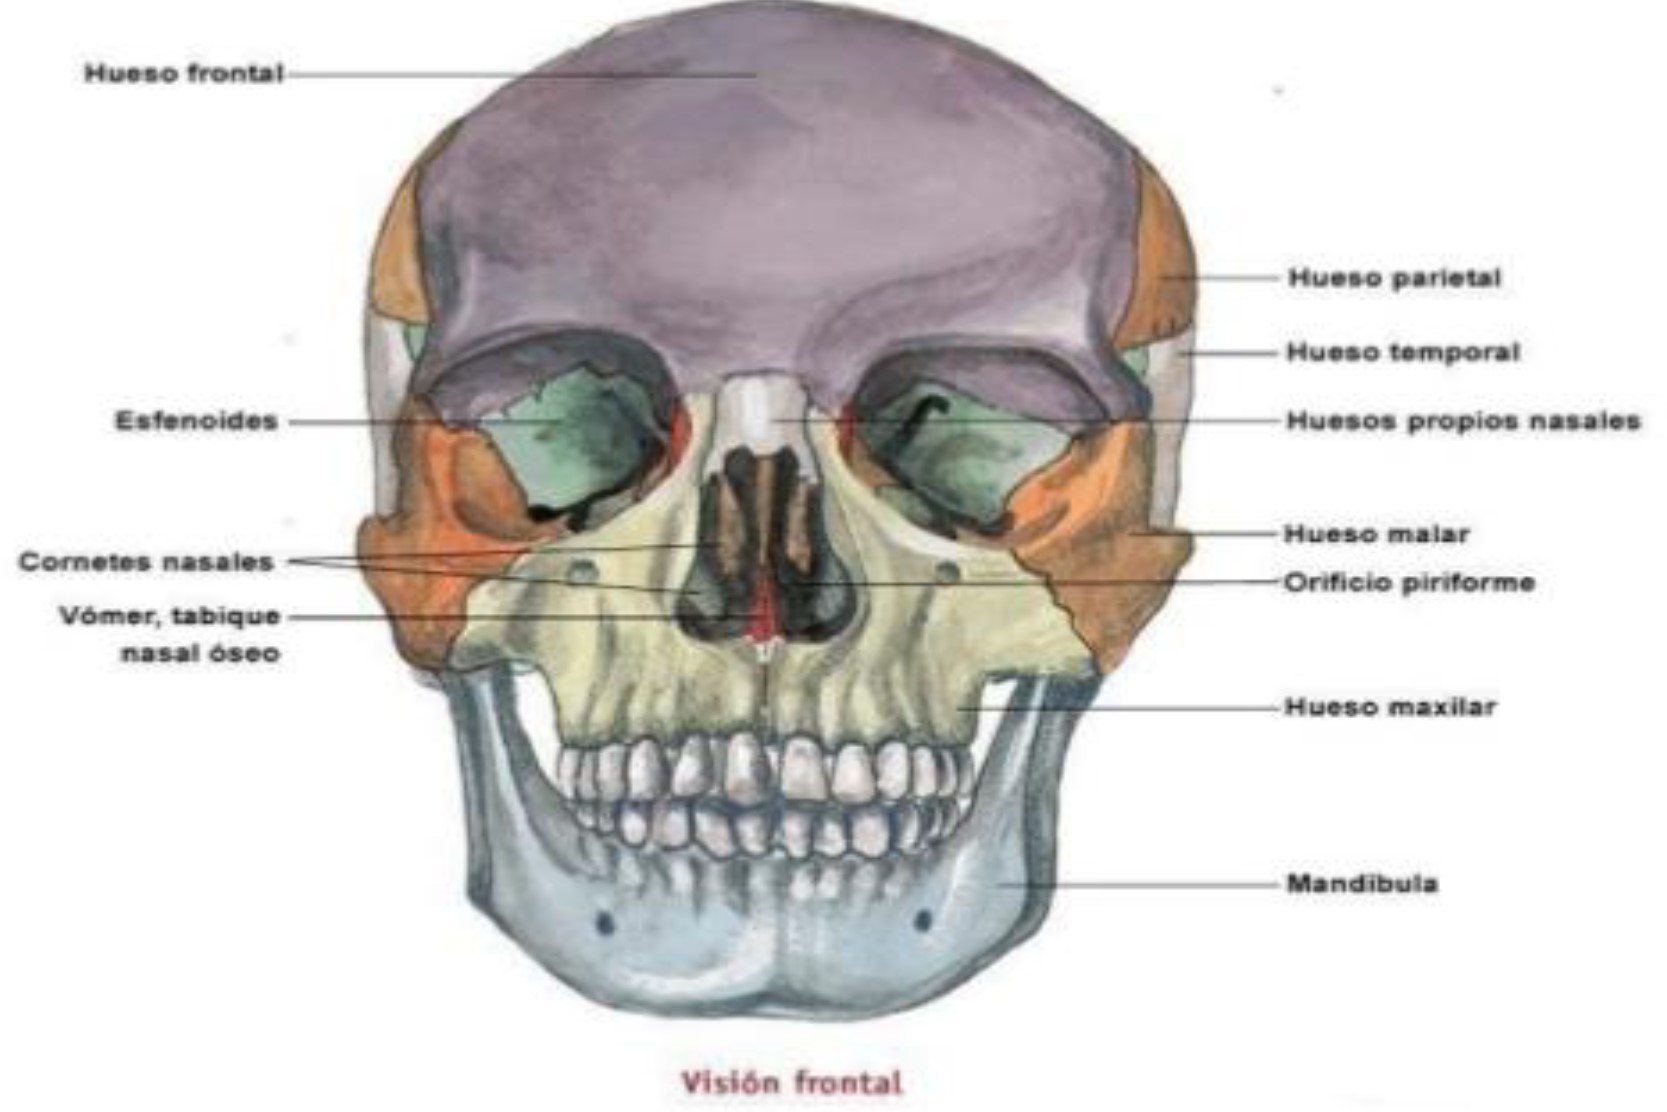 Hueso frontal
Esfenoides
Cornetes nasales
Vómer, tabique
nasal óseo
Hueso parietal
Hueso temporal
Huesos propios nasales
Hueso malar
Orificio piriforme
Hueso maxilar
Mandíbula
Visión frontal